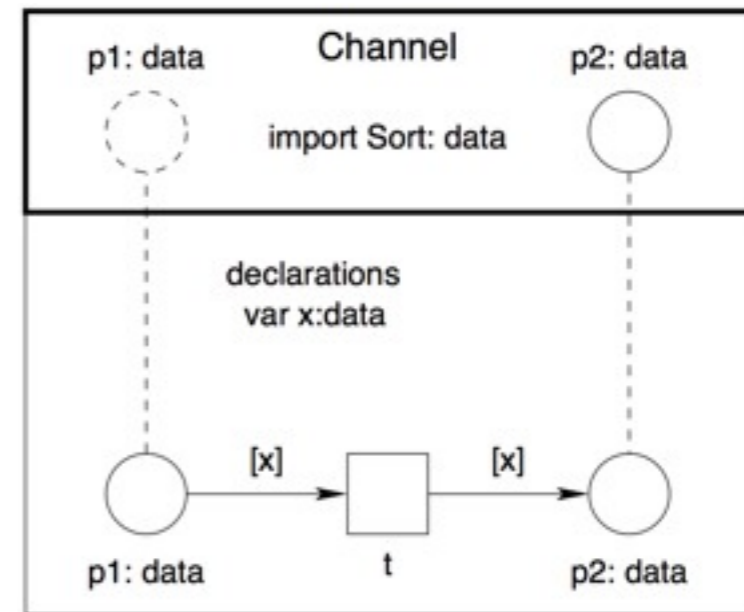 Channel
p1: data
p2: data
import Sort: data
declarations
var x:data
[x]
[x]
p1: data
t
p2: data